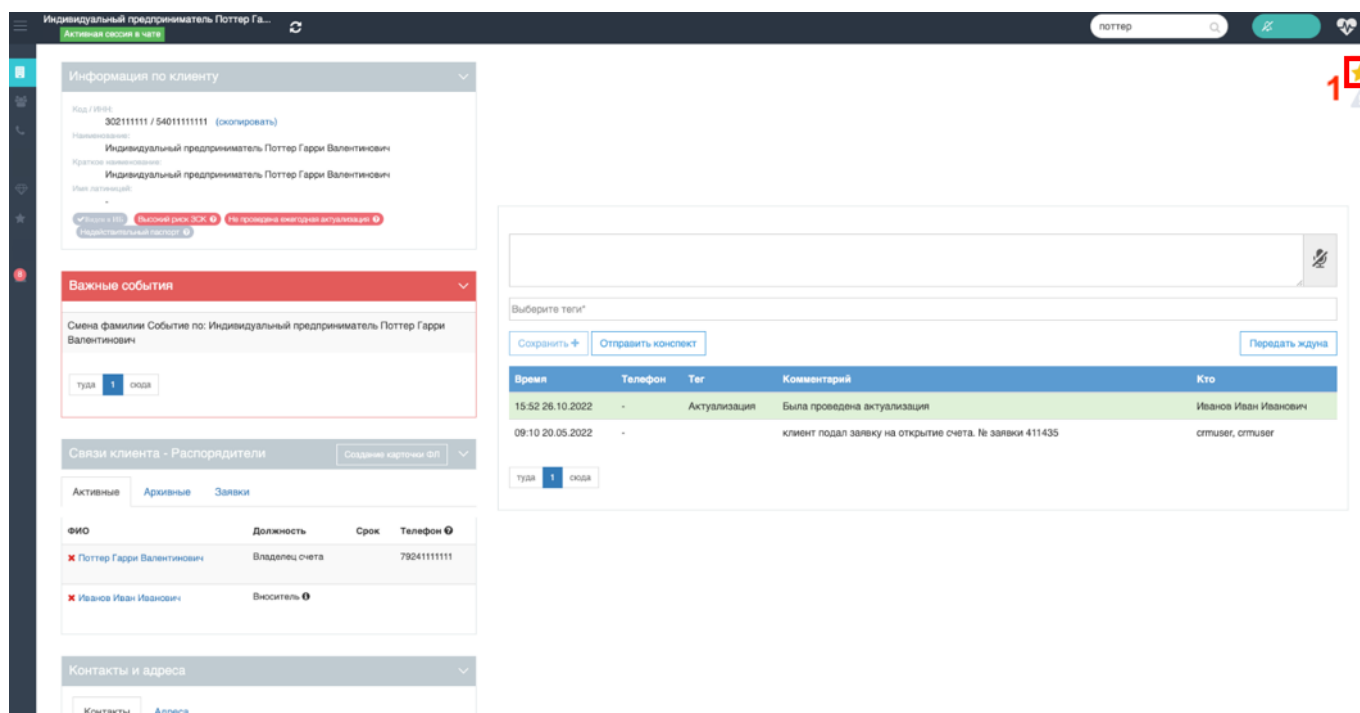 Индивидуальный предприниматель Поттер Га...
Активная сессия в чате
поттер
1
Информация по клиенту
Код / ИНН:
302111111 / 54011111111 (скопировать)
Наименование:
Индивидуальный предприниматель Поттер Гарри Валентинович
Краткое наименование:
Индивидуальный предприниматель Поттер Гарри Валентинович
Имя латиницей:
-
Высокий риск ЗСК Не проведена ежегодная актуализация
Недействительный паспорт
Важные события
Смена фамилии Событие по: Индивидуальный предприниматель Поттер Гарри
Валентинович
туда 1 сюда
Связи клиента - Распорядители Создание карточки ФЛ
Активные Архивные Заявки
ФИО Должность Срок Телефон
Поттер Гарри Валентинович Владелец счета 79241111111
Иванов Иван Иванович Вноситель
Контакты и адреса
Контакты Адреса
Выберите теги*
Сохранить + Отправить конспект Передать ждуна
Время Телефон Тег Комментарий Кто
15:52 26.10.2022 - Актуализация Была проведена актуализация Иванов Иван Иванович
09:10 20.05.2022 - клиент подал заявку на открытие счета. № заявки 411435 crmuser, crmuser
туда 1 сюда